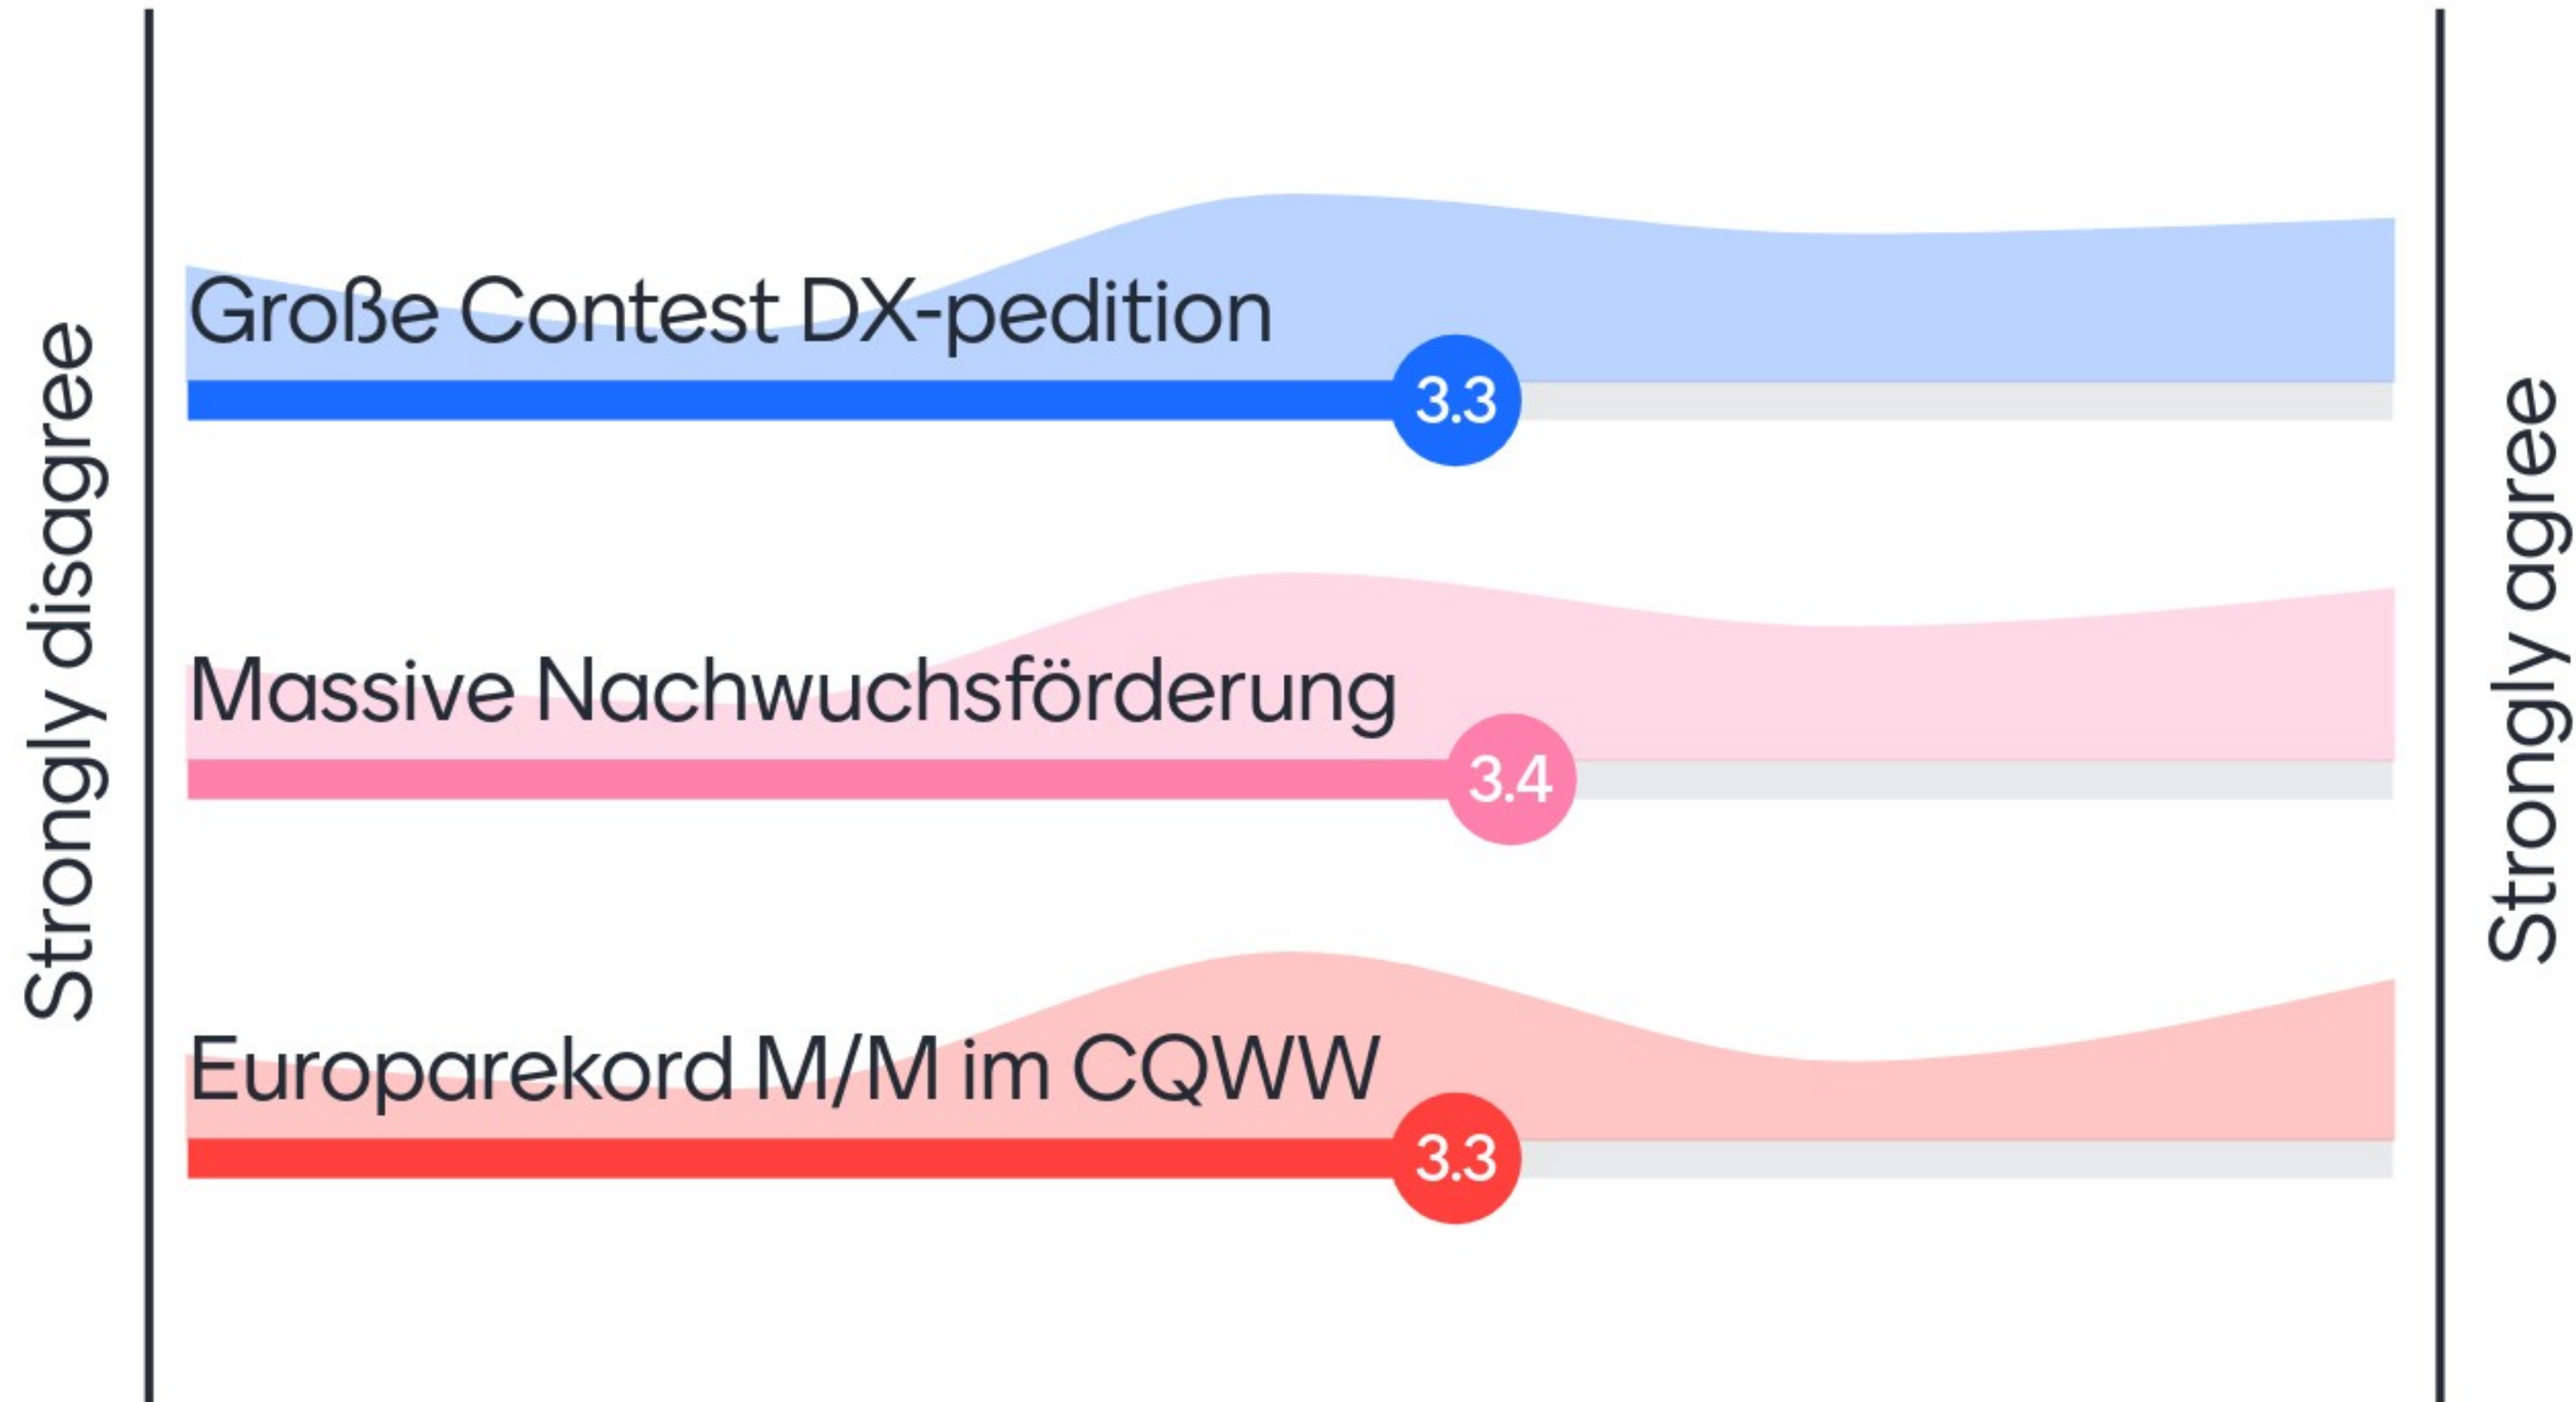 Strongly disagree
Große Contest DX-pedition
3.3
Massive Nachwuchsförderung
3.4
Europarekord M/M im CQWW
3.3
Strongly agree